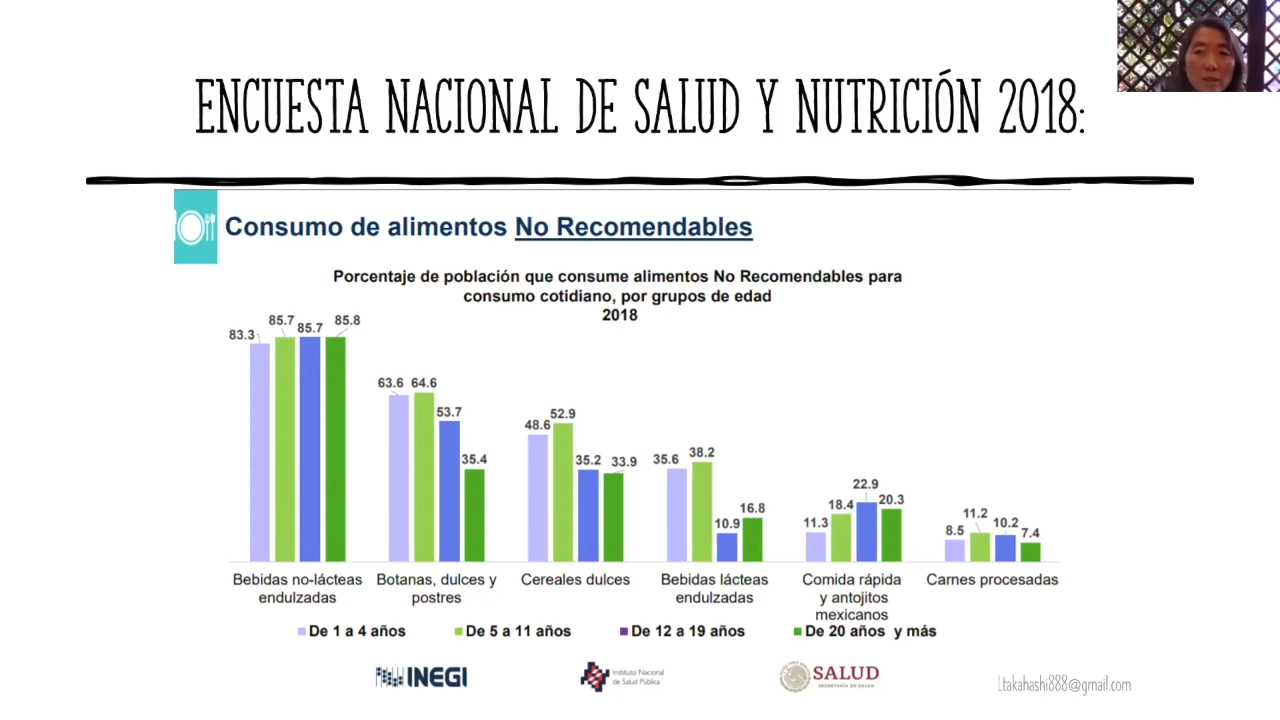 ENCUESTA NACIONAL DE SALUD Y NUTRICIÓN 2018:
Consumo de alimentos No Recomendables
Porcentaje de población que consume alimentos No Recomendables para
consumo cotidiano, por grupos de edad
2018
83.3 85.7 85.7 85.8
63.6 64.6 53.7 35.4
48.6 52.9 35.2 33.9
35.6 38.2 10.9 16.8
11.3 18.4 22.9 20.3
8.5 11.2 10.2 7.4
Bebidas no-lácteas
endulzadas
Botanas, dulces y
postres
Cereales dulces
Bebidas lácteas
endulzadas
Comida rápida
y antojitos
mexicanos
Carnes procesadas
De 1 a 4 años
De 5 a 11 años
De 12 a 19 años
De 20 años y más
INEGI
Instituto Nacional
de Salud Pública
SALUD
SECRETARÍA DE SALUD
Ltakahashi888@gmail.com